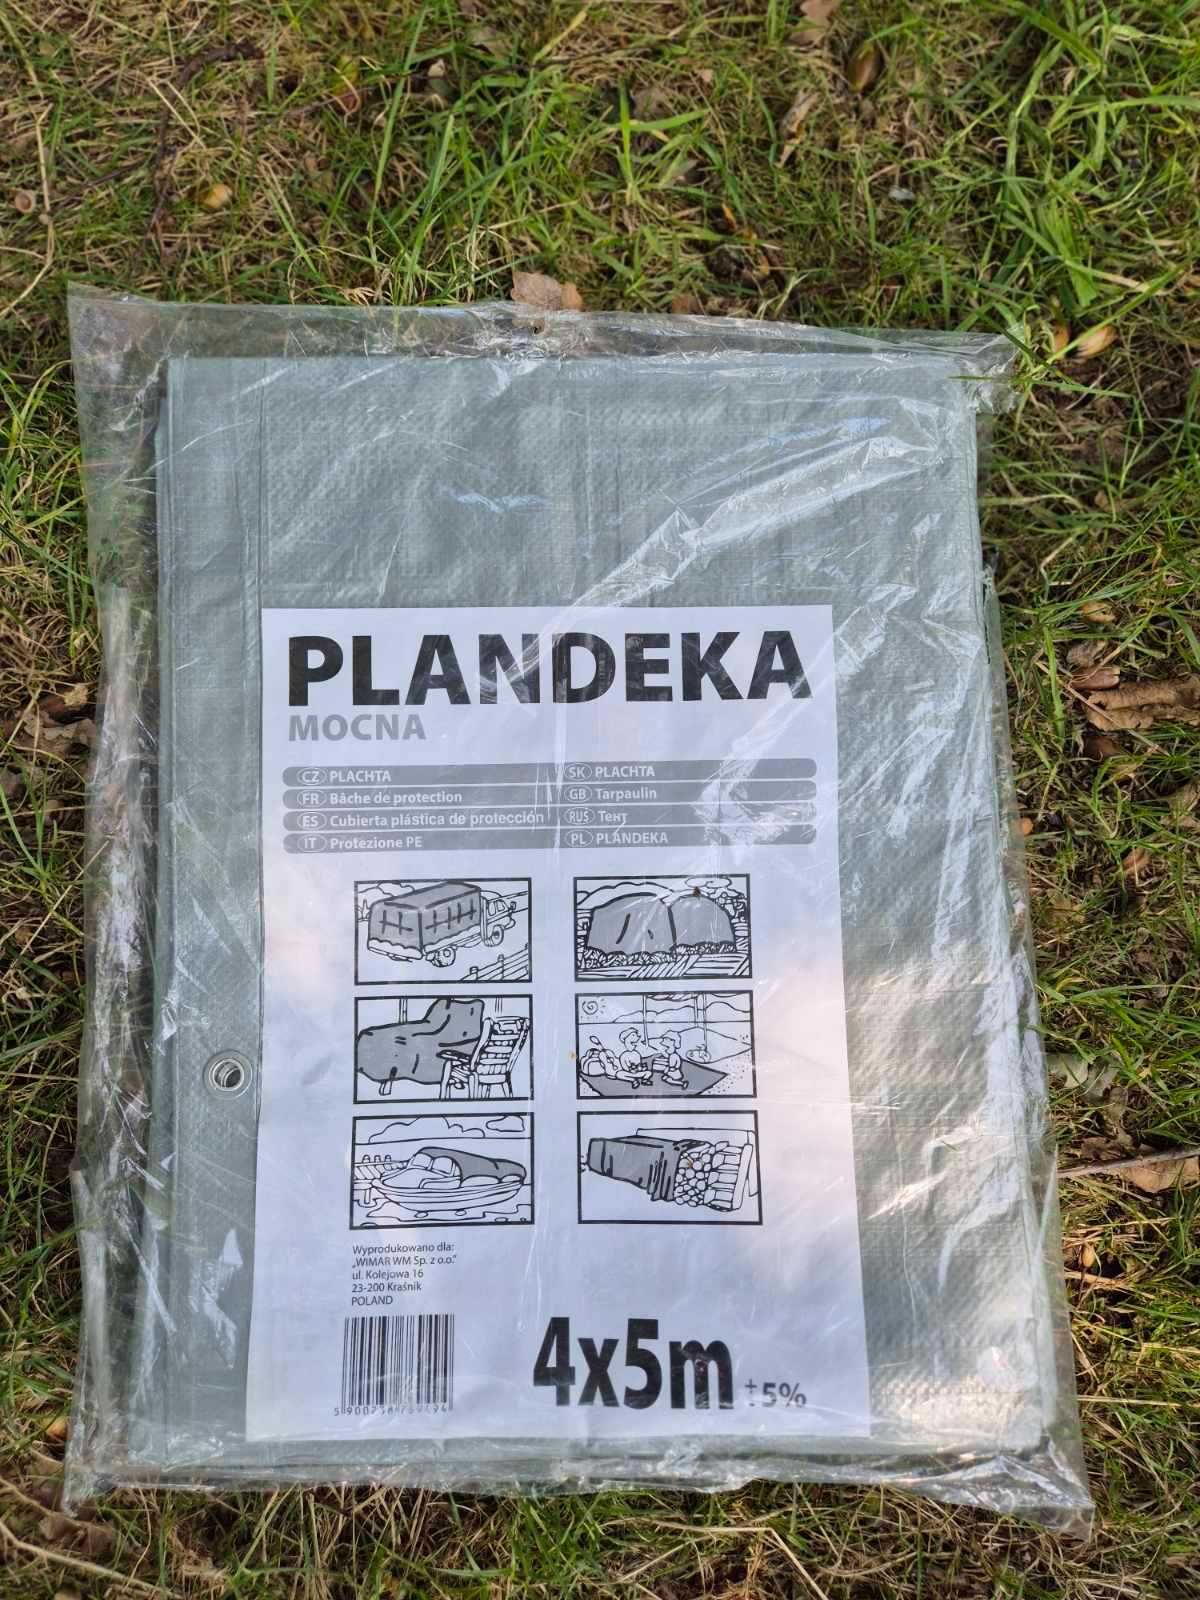 PLANDEKA
MOCNA
CZ PLACHTA
SK PLACHTA
FR Bâche de protection
GB Tarpaulin
ES Cubierta plástica de protección
RUS Тент
IT Protezione PE
PL PLANDEKA
Wyprodukowano dla:
„WIMAR WM Sp. z o.o.”
ul. Kolejowa 16
23-200 Kraśnik
POLAND
4x5m ± 5%